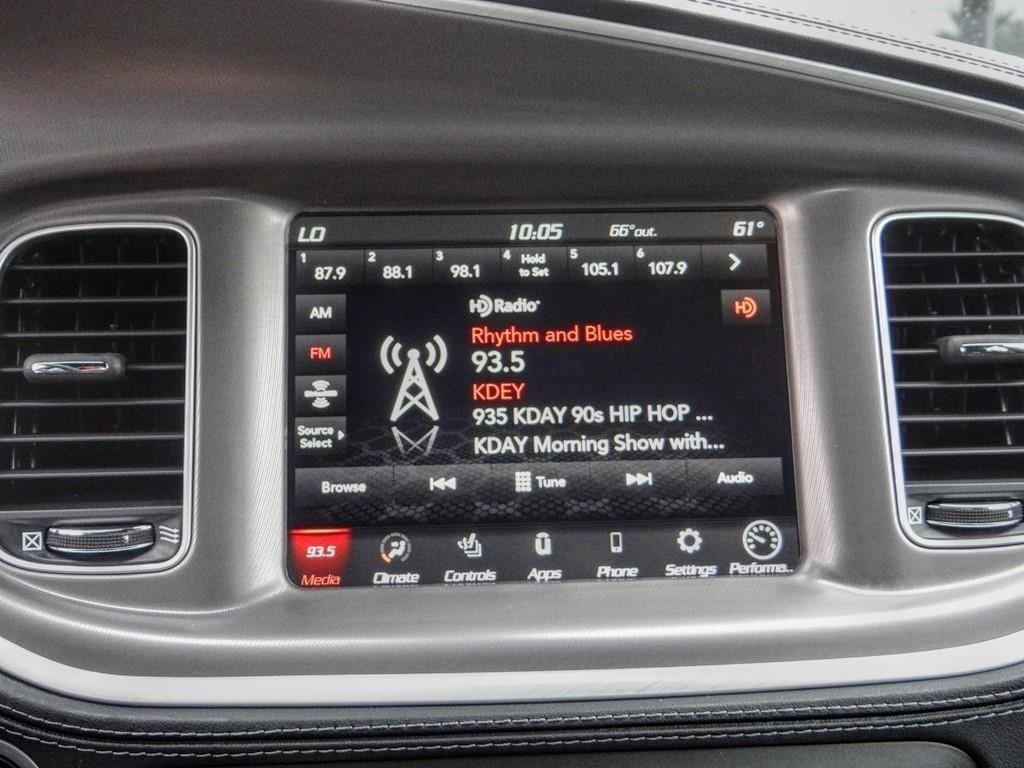 LO 10:05 66°out. 61°
1 87.9 2 88.1 3 98.1 4 Hold to Set 5 105.1 6 107.9
AM
HD Radio
HD
Rhythm and Blues
FM
93.5
KDEY
935 KDAY 90s HIP HOP ...
Source Select
KDAY Morning Show with...
Browse Tune Audio
93.5
Media Climate Controls Apps Phone Settings Performa..